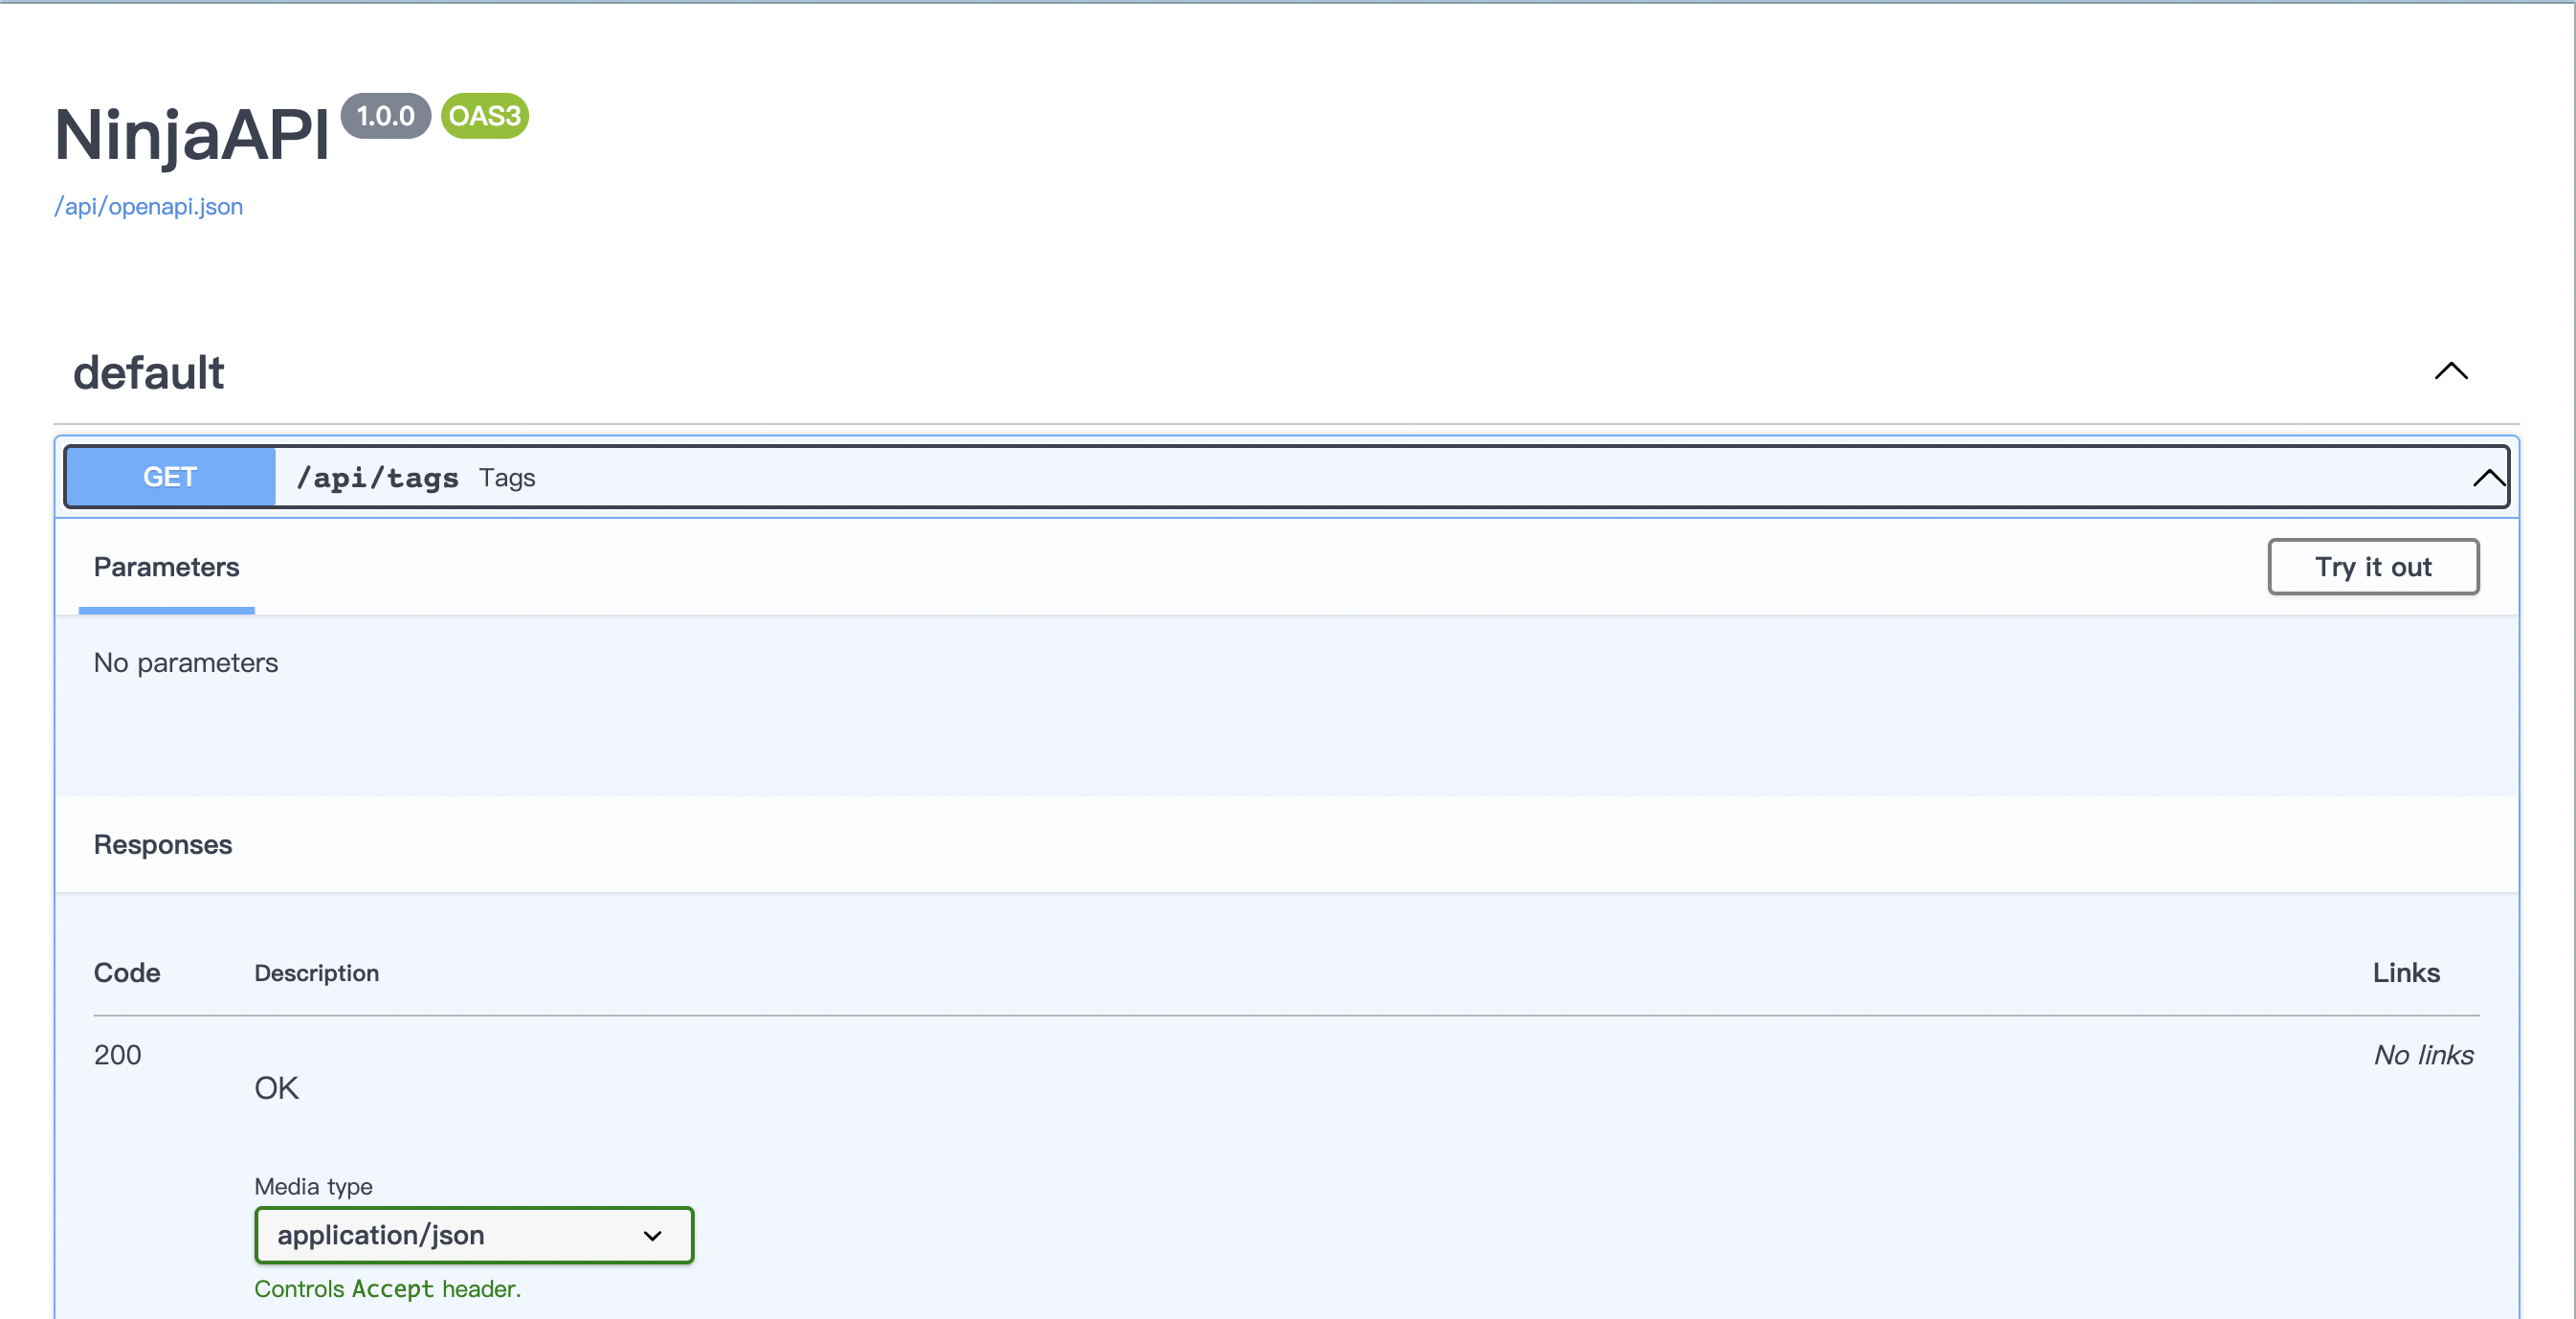 NinjaAPI 1.0.0 OAS3
/api/openapi.json
default
GET /api/tags Tags
Parameters Try it out
No parameters
Responses
Code Description Links
200 No links
OK
Media type
application/json
Controls Accept header.